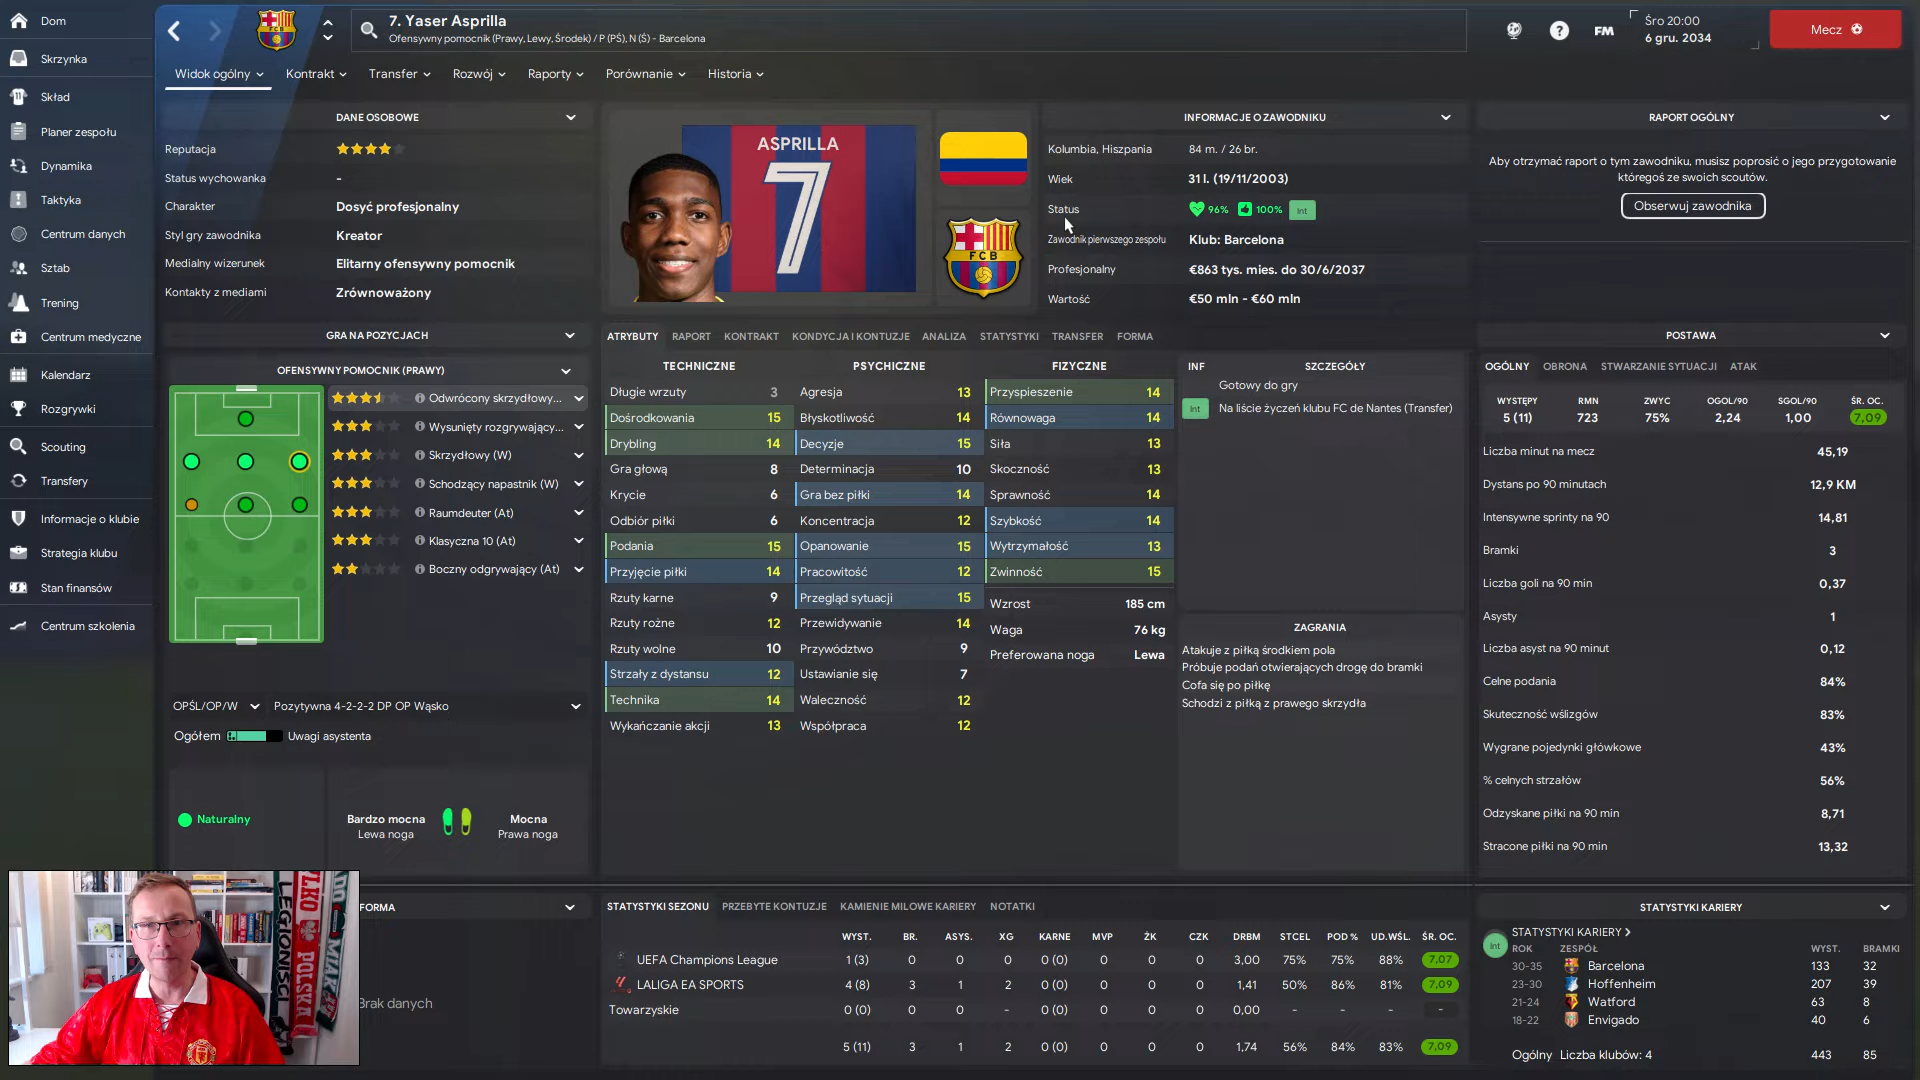 Dom
Skrzynka
Skład
Planer zespołu
Dynamika
Taktyka
Centrum danych
Sztab
Trening
Centrum medyczne
Kalendarz
Rozgrywki
Scouting
Transfery
Informacje o klubie
Strategia klubu
Stan finansów
Centrum szkolenia
7. Yaser Asprilla
Ofensywny pomocnik (Prawy, Lewy, Środek) / P (PŚ), N (Ś) - Barcelona
FM
Śro 20:00
6 gru. 2034
Mecz
Widok ogólny
Kontrakt
Transfer
Rozwój
Raporty
Porównanie
Historia
DANE OSOBOWE
Reputacja
Status wychowanka -
Charakter Dosyć profesjonalny
Styl gry zawodnika Kreator
Medialny wizerunek Elitarny ofensywny pomocnik
Kontakty z mediami Zrównoważony
ASPRILLA
7
FCB
INFORMACJE O ZAWODNIKU
Kolumbia, Hiszpania 84 m. / 26 br.
Wiek 31 l. (19/11/2003)
Status 96% 100% Int
Zawodnik pierwszego zespołu Klub: Barcelona
Profesjonalny €863 tys. mies. do 30/6/2037
Wartość €50 mln - €60 mln
RAPORT OGÓLNY
Aby otrzymać raport o tym zawodniku, musisz poprosić o jego przygotowanie
któregoś ze swoich scoutów.
Obserwuj zawodnika
GRA NA POZYCJACH
OFENSYWNY POMOCNIK (PRAWY)
Odwrócony skrzydłowy...
Wysunięty rozgrywający...
Skrzydłowy (W)
Schodzący napastnik (W)
Raumdeuter (At)
Klasyczna 10 (At)
Boczny odgrywający (At)
OPŚL/OP/W Pozytywna 4-2-2-2 DP OP Wąsko
Ogółem Uwagi asystenta
Naturalny
Bardzo mocna
Lewa noga
Mocna
Prawa noga
ATRYBUTY RAPORT KONTRAKT KONDYCJA I KONTUZJE ANALIZA STATYSTYKI TRANSFER FORMA
TECHNICZNE
Długie wrzuty 3
Dośrodkowania 15
Drybling 14
Gra głową 8
Krycie 6
Odbiór piłki 6
Podania 15
Przyjęcie piłki 14
Rzuty karne 9
Rzuty rożne 12
Rzuty wolne 10
Strzały z dystansu 12
Technika 14
Wykańczanie akcji 13
PSYCHICZNE
Agresja 13
Błyskotliwość 14
Decyzje 15
Determinacja 10
Gra bez piłki 14
Koncentracja 12
Opanowanie 15
Pracowitość 12
Przegląd sytuacji 15
Przewidywanie 14
Przywództwo 9
Ustawianie się 7
Waleczność 12
Współpraca 12
FIZYCZNE
Przyspieszenie 14
Równowaga 14
Siła 13
Skoczność 13
Sprawność 14
Szybkość 14
Wytrzymałość 13
Zwinność 15
Wzrost 185 cm
Waga 76 kg
Preferowana noga Lewa
INF SZCZEGÓŁY
Gotowy do gry
Int Na liście życzeń klubu FC de Nantes (Transfer)
ZAGRANIA
Atakuje z piłką środkiem pola
Próbuje podań otwierających drogę do bramki
Cofa się po piłkę
Schodzi z piłką z prawego skrzydła
POSTAWA
OGÓLNY OBRONA STWARZANIE SYTUACJI ATAK
WYSTĘPY RMN ZWYC OGOL/90 SGOL/90 ŚR. OC.
5 (11) 723 75% 2,24 1,00 7,09
Liczba minut na mecz 45,19
Dystans po 90 minutach 12,9 KM
Intensywne sprinty na 90 14,81
Bramki 3
Liczba goli na 90 min 0,37
Asysty 1
Liczba asyst na 90 minut 0,12
Celne podania 84%
Skuteczność wślizgów 83%
Wygrane pojedynki główkowe 43%
% celnych strzałów 56%
Odzyskane piłki na 90 min 8,71
Stracone piłki na 90 min 13,32
FORMA
Brak danych
LEGIONIŚCI
POLSKA
STATYSTYKI SEZONU PRZEBYTE KONTUZJE KAMIENIE MILOWE KARIERY NOTATKI
WYST. BR. ASYS. XG KARNE MVP ŻK CZK DRBM STCEL POD % UD.WŚL. ŚR. OC.
UEFA Champions League 1 (3) 0 0 0 0 (0) 0 0 0 3,00 75% 75% 88% 7,07
LALIGA EA SPORTS 4 (8) 3 1 2 0 (0) 0 0 0 1,41 50% 86% 81% 7,09
Towarzyskie 0 (0) 0 0 - 0 (0) 0 0 0 0,00 - - - -
5 (11) 3 1 2 0 (0) 0 0 0 1,74 56% 84% 83% 7,09
STATYSTYKI KARIERY
Int STATYSTYKI KARIERY
ROK ZESPÓŁ WYST. BRAMKI
30-35 Barcelona 133 32
23-30 Hoffenheim 207 39
21-24 Watford 63 8
18-22 Envigado 40 6
Ogólny Liczba klubów: 4 443 85